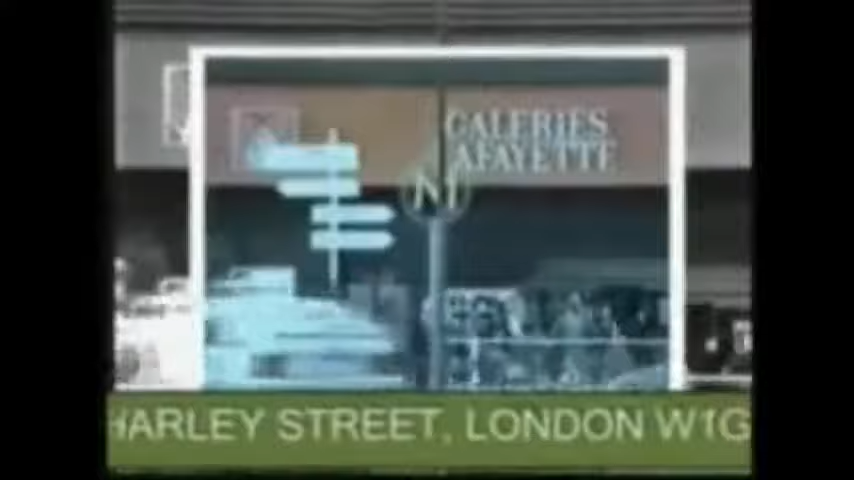 GALERIES
LAFAYETTE
M
HARLEY STREET, LONDON W1G